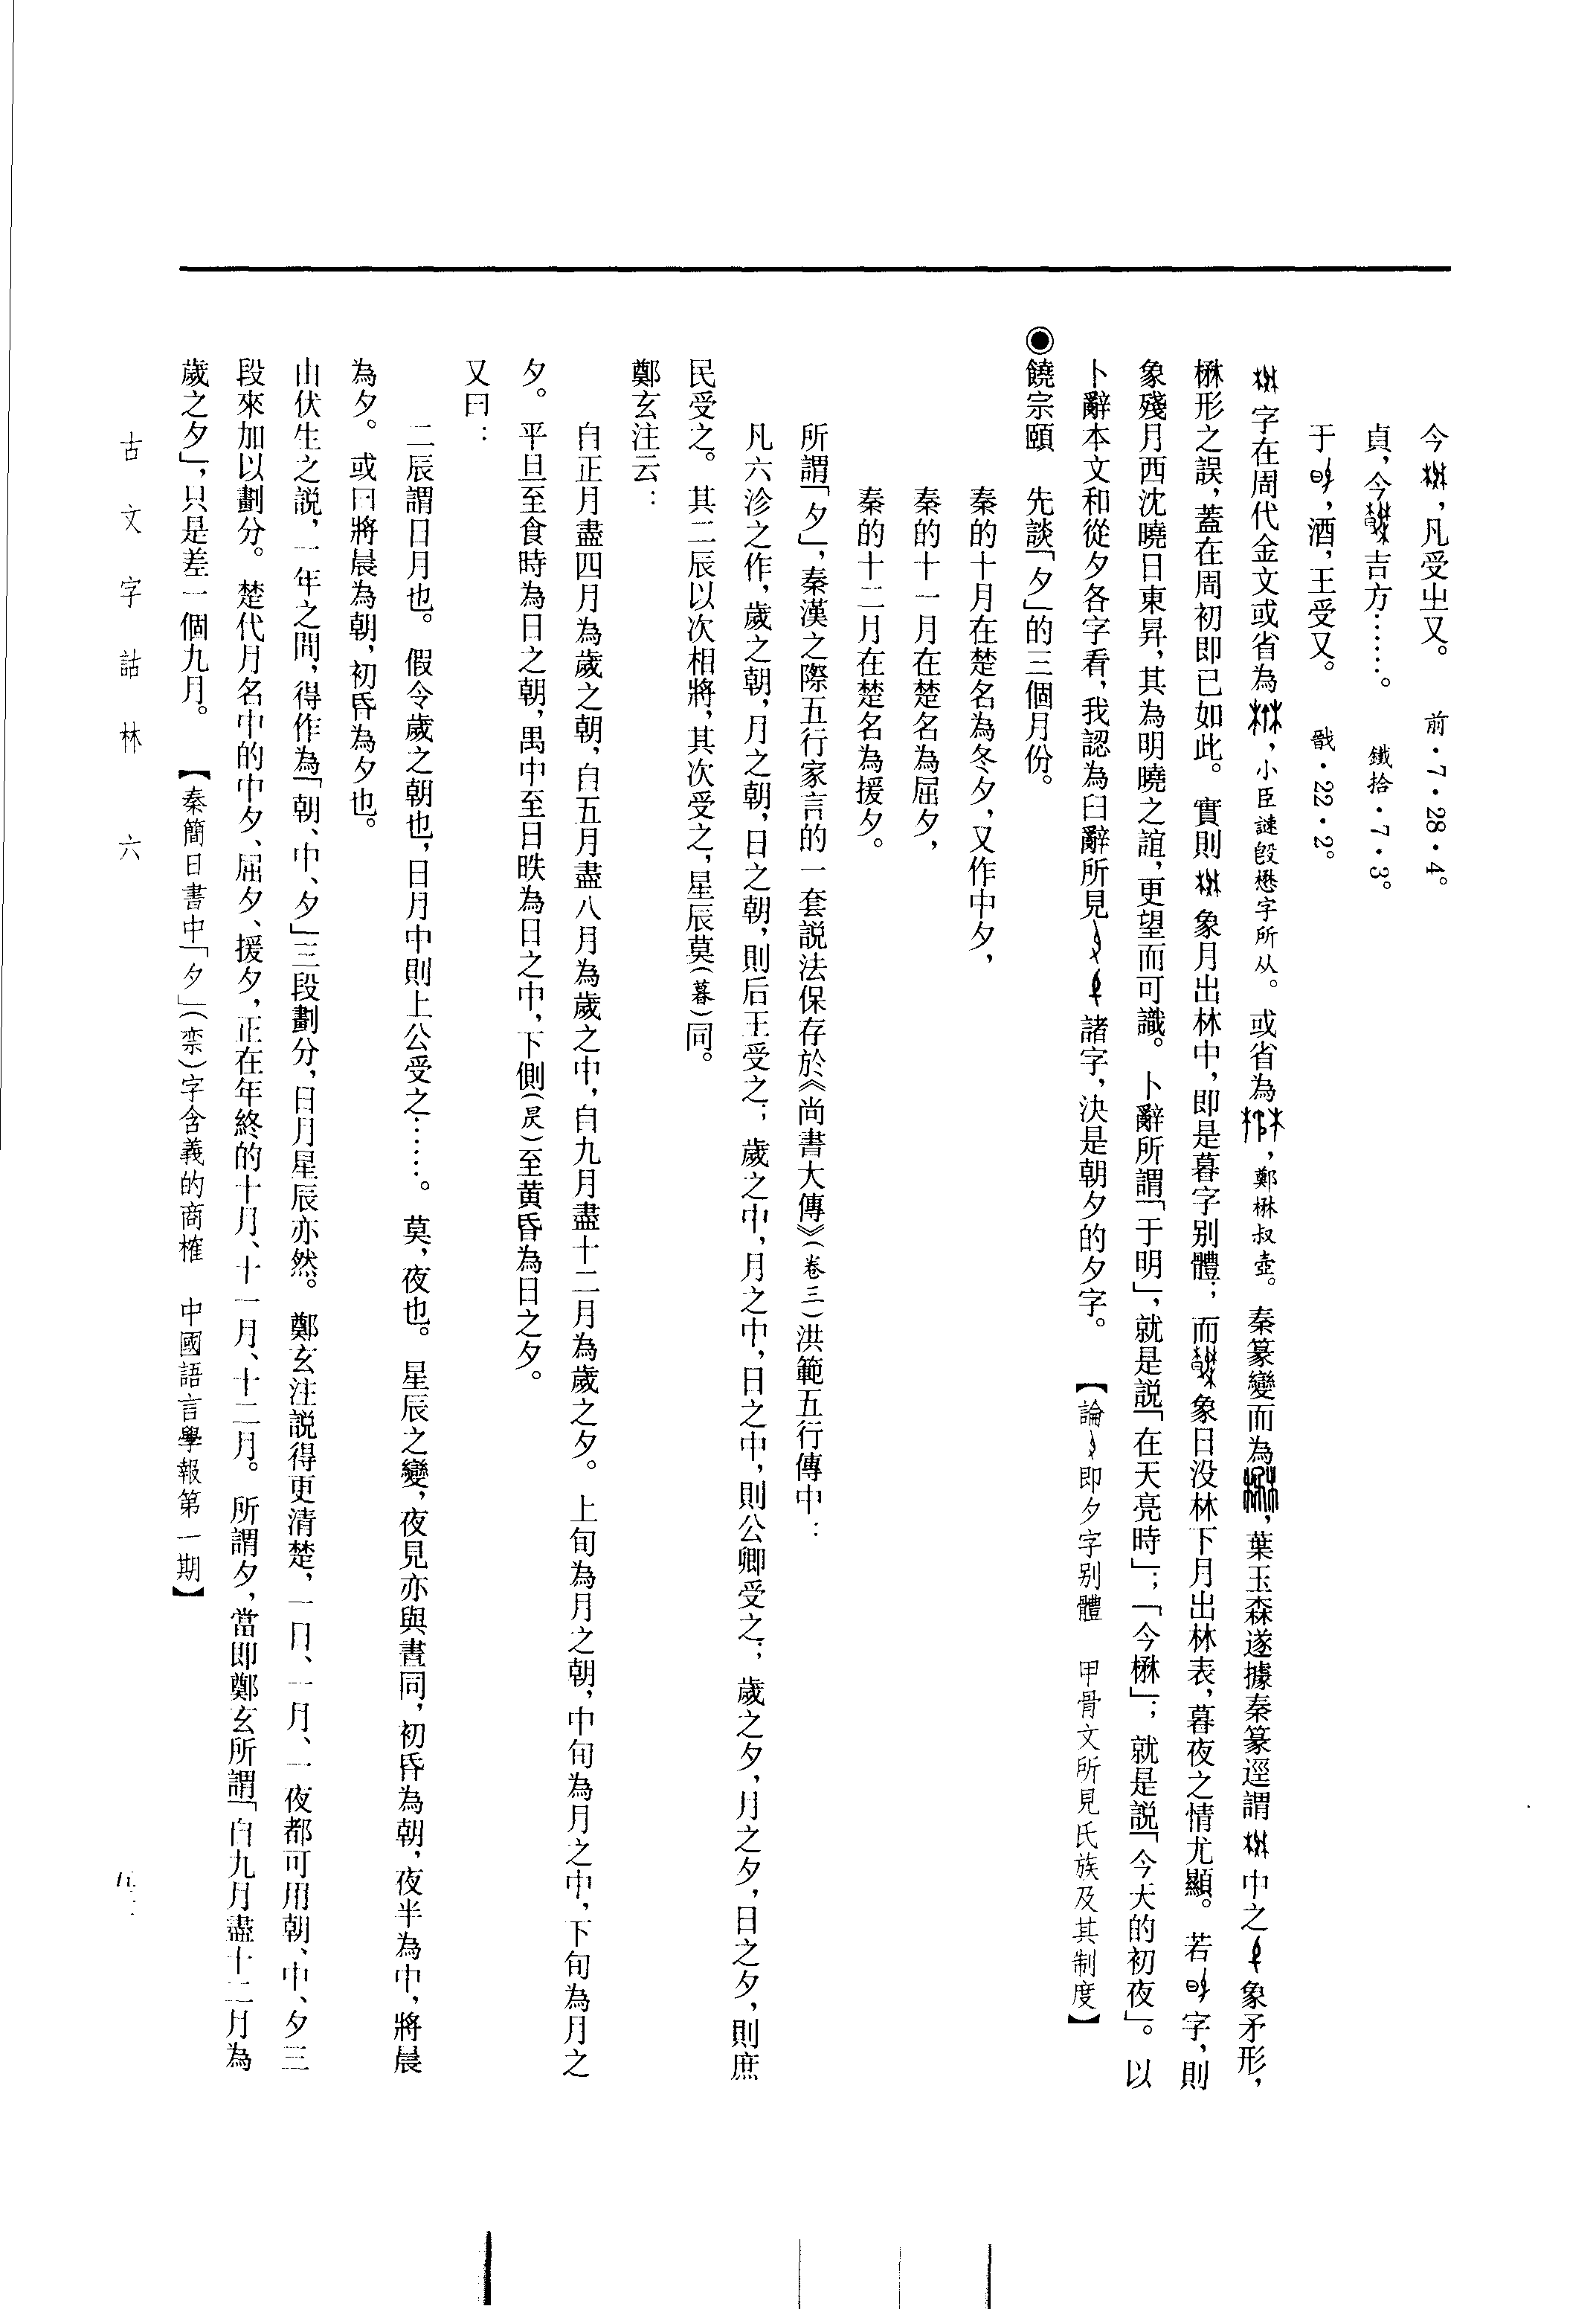 今，凡受㞢又。　前·7·28·4。
貞，今吉方……。　鐵拾·7·3。
于，酒，王受又。　戩·22·2。
字在周代金文或省為，小臣謎𣪘懋字所从。或省為，鄭楙叔壺。秦篆變而為，葉玉森遂據秦篆逕謂中之象矛形，
楙形之誤，蓋在周初即已如此。實則象月出林中，即是暮字别體；而象日没林下月出林表，暮夜之情尤顯。若字，則
象殘月西沈曉日東昇，其為明曉之誼，更望而可識。卜辭所謂「于明」，就是説「在天亮時」；「今楙」；就是説「今天的初夜」。以
卜辭本文和從夕各字看，我認為臼辭所見諸字，決是朝夕的夕字。　【論即夕字别體　甲骨文所見氏族及其制度】
◉饒宗頤　先談「夕」的三個月份。
秦的十月在楚名為冬夕，又作中夕，
秦的十一月在楚名為屈夕，
秦的十二月在楚名為援夕。
所謂「夕」，秦漢之際五行家言的一套説法保存於《尚書大傳》（卷三）洪範五行傳中：
凡六沴之作，歲之朝，月之朝，日之朝，則后王受之；歲之中，月之中，日之中，則公卿受之；歲之夕，月之夕，日之夕，則庶
民受之。其二辰以次相將，其次受之，星辰莫（暮）同。
鄭玄注云：
自正月盡四月為歲之朝，自五月盡八月為歲之中，自九月盡十二月為歲之夕。上旬為月之朝，中旬為月之中，下旬為月之
夕。平旦至食時為日之朝，禺中至日昳為日之中，下側（昃）至黄昏為日之夕。
又曰：
二辰謂日月也。假令歲之朝也，日月中則上公受之……。莫，夜也。星辰之變，夜見亦與晝同，初昏為朝，夜半為中，將晨
為夕。或曰將晨為朝，初昏為夕也。
由伏生之説，一年之間，得作為「朝、中、夕」三段劃分，日月星辰亦然。鄭玄注説得更清楚，一日、一月、一夜都可用朝、中、夕三
段來加以劃分。楚代月名中的中夕、屈夕、援夕，正在年終的十月、十一月、十二月。所謂夕，當即鄭玄所謂「自九月盡十二月為
歲之夕」，只是差一個九月。　【秦簡日書中「夕」（柰）字含義的商榷　中國語言學報第一期】
古文字詁林　六